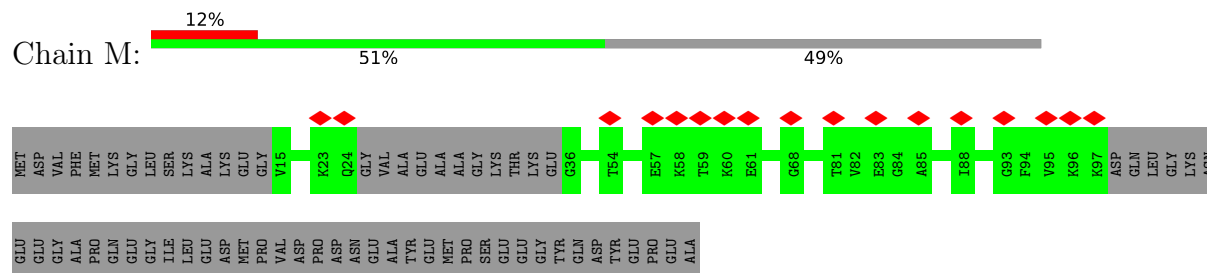 12%
Chain M:
51% 49%
MET ASP VAL PHE MET LYS GLY LEU SER LYS ALA LYS GLU GLY V15 K23 Q24 GLY VAL ALA GLU ALA ALA GLY LYS THR LYS GLU G36 T54 E57 K58 T59 K60 E61 G68 T81 V82 E83 G84 A85 I88 G93 F94 V95 K96 K97 ASP GLN LEU GLY LYS ASN
GLU GLU GLY ALA PRO GLN GLU GLY ILE LEU GLU ASP MET PRO VAL ASP PRO ASP ASN GLU ALA TYR GLU MET PRO SER GLU GLU GLY TYR GLN ASP TYR GLU PRO GLU ALA